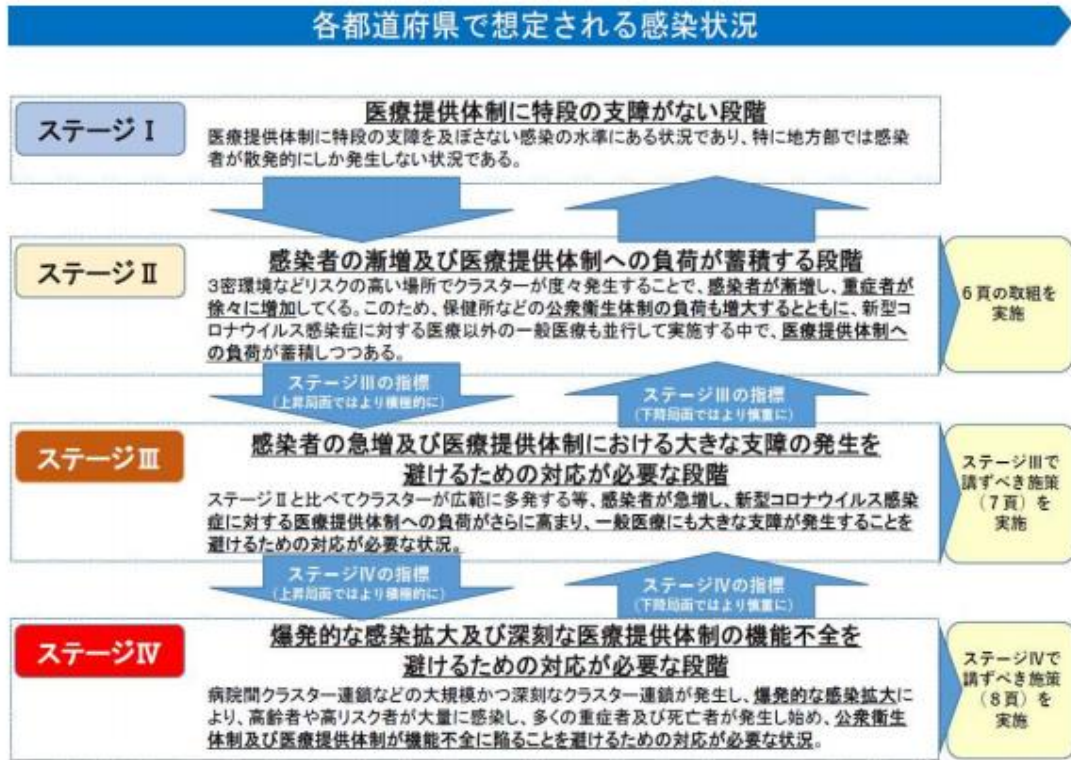 各都道府県で想定される感染状況
ステージⅠ
医療提供体制に特段の支障がない段階
医療提供体制に特段の支障を及ぼさない感染の水準にある状況であり、特に地方部では感染
者が散発的にしか発生しない状況である。
ステージⅡ
感染者の漸増及び医療提供体制への負荷が蓄積する段階
3密環境などリスクの高い場所でクラスターが度々発生することで、感染者が漸増し、重症者が
徐々に増加してくる。このため、保健所などの公衆衛生体制の負荷も増大するとともに、新型コ
ロナウイルス感染症に対する医療以外の一般医療も並行して実施する中で、医療提供体制へ
の負荷が蓄積しつつある。
6頁の取組を
実施
ステージⅢの指標
(上昇局面ではより積極的に)
ステージⅢの指標
(下降局面ではより慎重に)
ステージⅢ
感染者の急増及び医療提供体制における大きな支障の発生を
避けるための対応が必要な段階
ステージⅡと比べてクラスターが広範に多発する等、感染者が急増し、新型コロナウイルス感染
症に対する医療提供体制への負荷がさらに高まり、一般医療にも大きな支障が発生することを
避けるための対応が必要な状況。
ステージⅢで
講ずべき施策
(7頁)を
実施
ステージⅣの指標
(上昇局面ではより積極的に)
ステージⅣの指標
(下降局面ではより慎重に)
ステージⅣ
爆発的な感染拡大及び深刻な医療提供体制の機能不全を
避けるための対応が必要な段階
病院間クラスター連鎖などの大規模かつ深刻なクラスター連鎖が発生し、爆発的な感染拡大に
より、高齢者や高リスク者が大量に感染し、多くの重症者及び死亡者が発生し始め、公衆衛生
体制及び医療提供体制が機能不全に陥ることを避けるための対応が必要な状況。
ステージⅣで
講ずべき施策
(8頁)を
実施